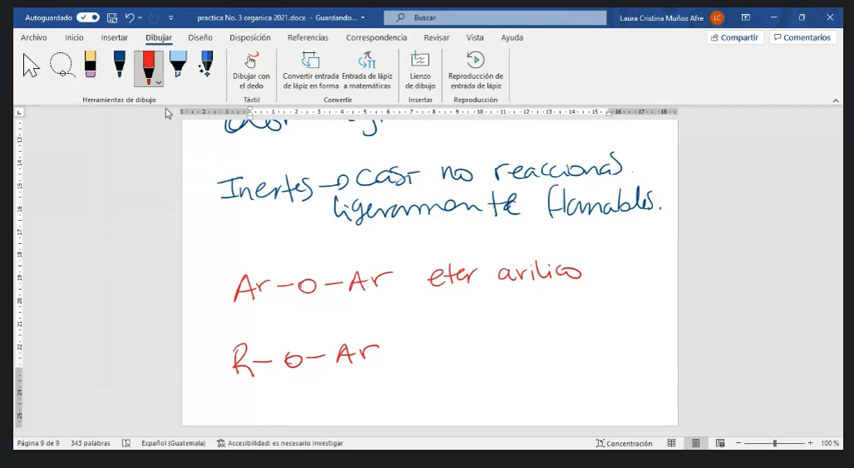 Autoguardado practica No. 3 organica 2021.docx - Guardando... Buscar Laura Cristina Muñoz Afre LC
Archivo Inicio Insertar Dibujar Diseño Disposición Referencias Correspondencia Revisar Vista Ayuda Compartir Comentarios
Dibujar con el dedo
Convertir entrada de lápiz en forma
Entrada de lápiz a matemáticas
Lienzo de dibujo
Reproducción de entrada de lápiz
Herramientas de dibujo Táctil Convertir Insertar Reproducción
Inertes → casi no reaccionas.
ligeramente flamables.
Ar-O-Ar eter arilico
R-O-Ar
Página 9 de 9 343 palabras Español (Guatemala) Accesibilidad: es necesario investigar Concentración 100 %